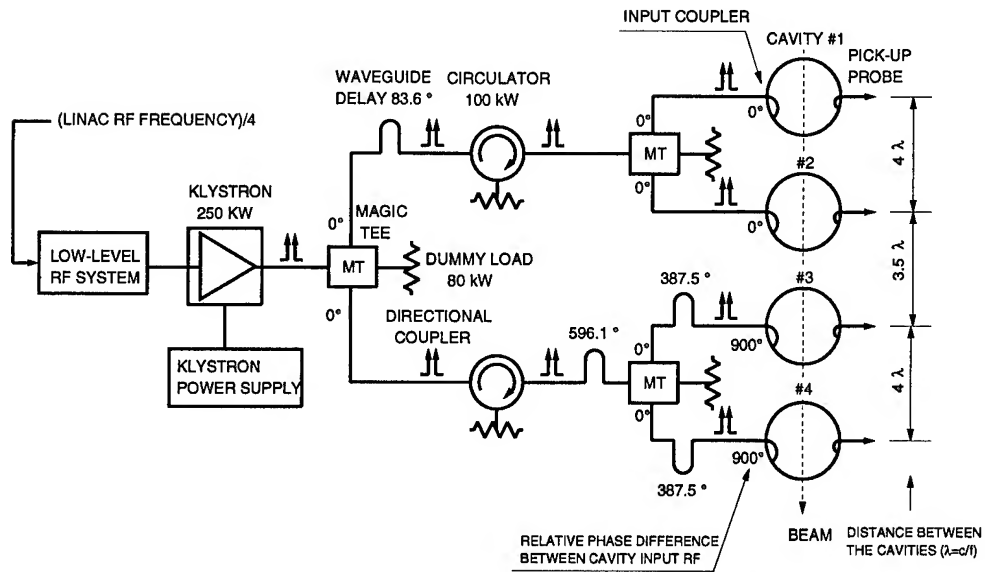 INPUT COUPLER
CAVITY #1
PICK-UP
PROBE
WAVEGUIDE
DELAY 83.6 °
CIRCULATOR
100 kW
(LINAC RF FREQUENCY)/4
0°
0°
MT
0°
4 λ
#2
KLYSTRON
250 KW
0°
MAGIC
TEE
0°
LOW-LEVEL
RF SYSTEM
MT
DUMMY LOAD
80 kW
3.5 λ
387.5 °
#3
0°
DIRECTIONAL
COUPLER
596.1 °
0°
900°
KLYSTRON
POWER SUPPLY
MT
0°
#4
4 λ
900°
387.5 °
RELATIVE PHASE DIFFERENCE
BETWEEN CAVITY INPUT RF
BEAM
DISTANCE BETWEEN
THE CAVITIES (λ=c/f)